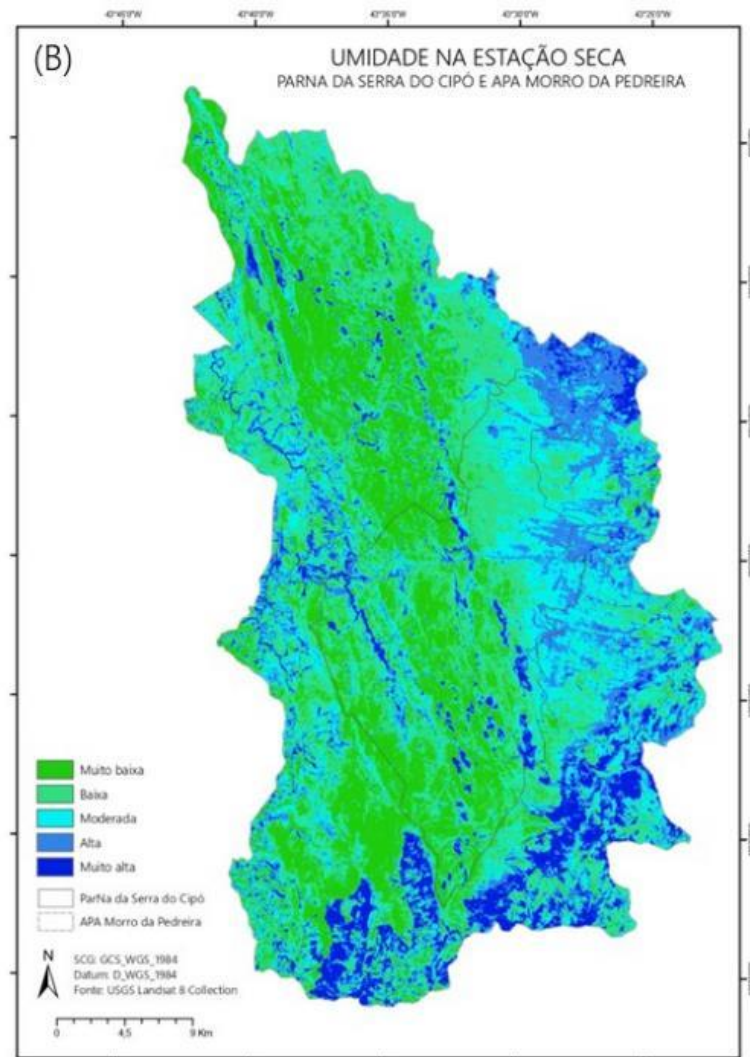 (B)
UMIDADE NA ESTAÇÃO SECA
PARNA DA SERRA DO CIPÓ E APA MORRO DA PEDREIRA
Muito baixa
Baixa
Moderada
Alta
Muito alta
ParNa da Serra do Cipó
APA Morro da Pedreira
N
SCG: GCS_WGS_1984
Datum: D_WGS_1984
Fonte: USGS Landsat 8 Collection
0 4,5 9 Km